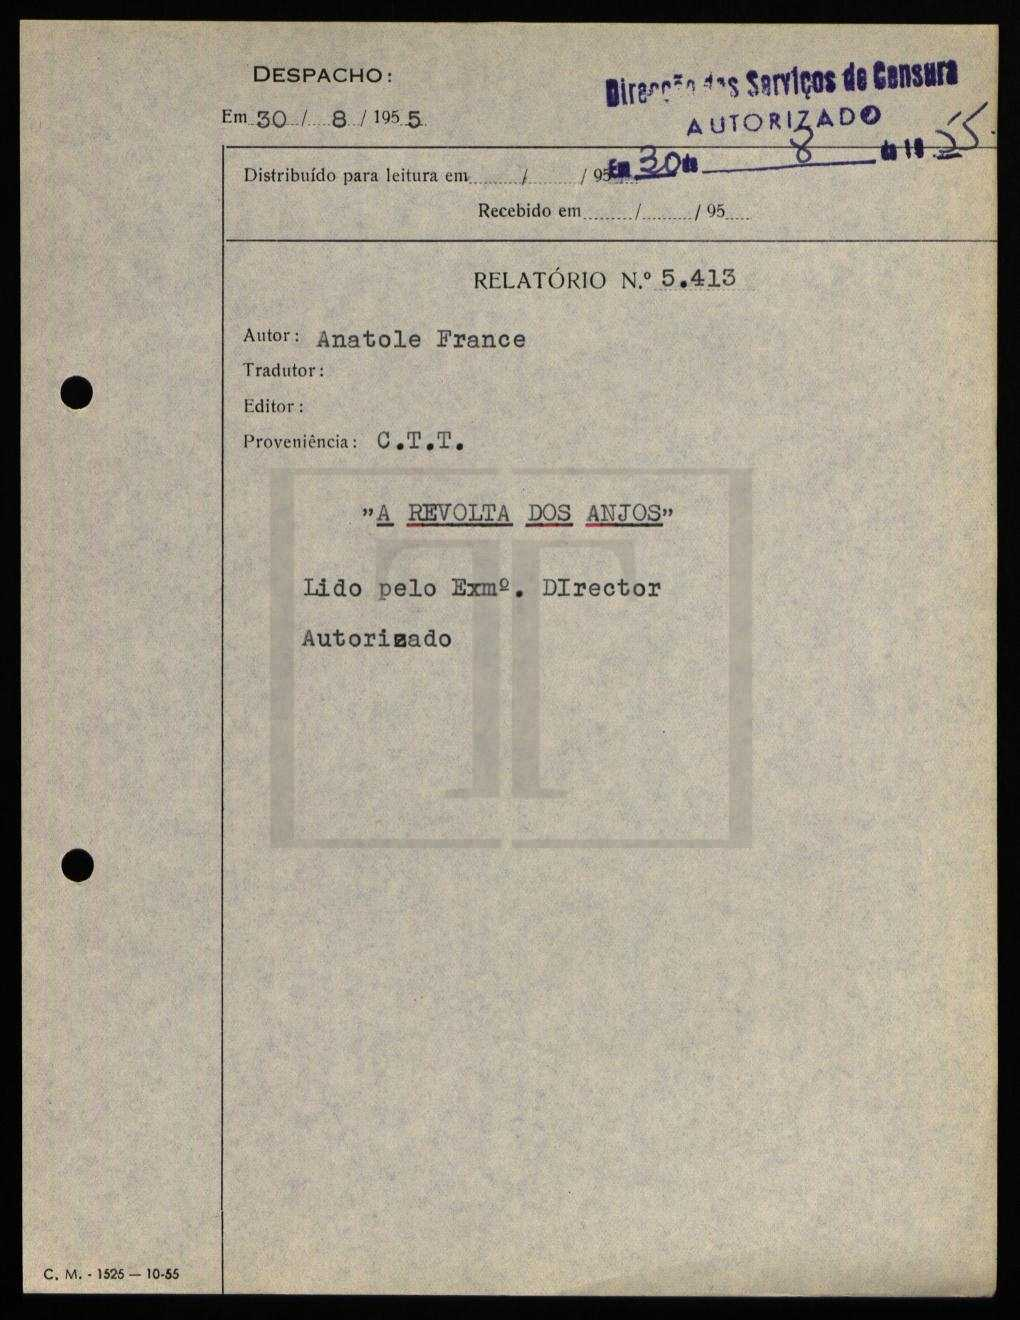 DESPACHO:
Em 30 / 8 / 1955
Direcção dos Serviços de Censura
AUTORIZADO
Em 30 de 8 de 1955
Distribuído para leitura em / / 95
Recebido em / / 95
RELATÓRIO N.º 5.413
Autor: Anatole France
Tradutor:
Editor:
Proveniência: C.T.T.
"A REVOLTA DOS ANJOS"
Lido pelo Exmº. DIrector
Autorizado
C. M. - 1525 — 10-55